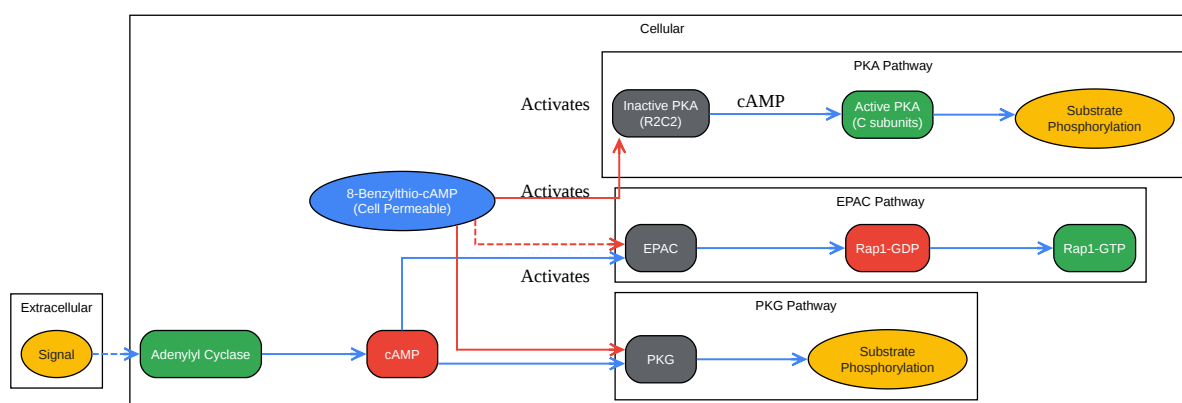 Cellular
PKA Pathway
Activates
Inactive PKA
(R2C2)
cAMP
Active PKA
(C subunits)
Substrate
Phosphorylation
8-Benzylthio-cAMP
(Cell Permeable)
Activates
EPAC Pathway
EPAC
Rap1-GDP
Rap1-GTP
Activates
Extracellular
Signal
Adenylyl Cyclase
cAMP
PKG Pathway
PKG
Substrate
Phosphorylation